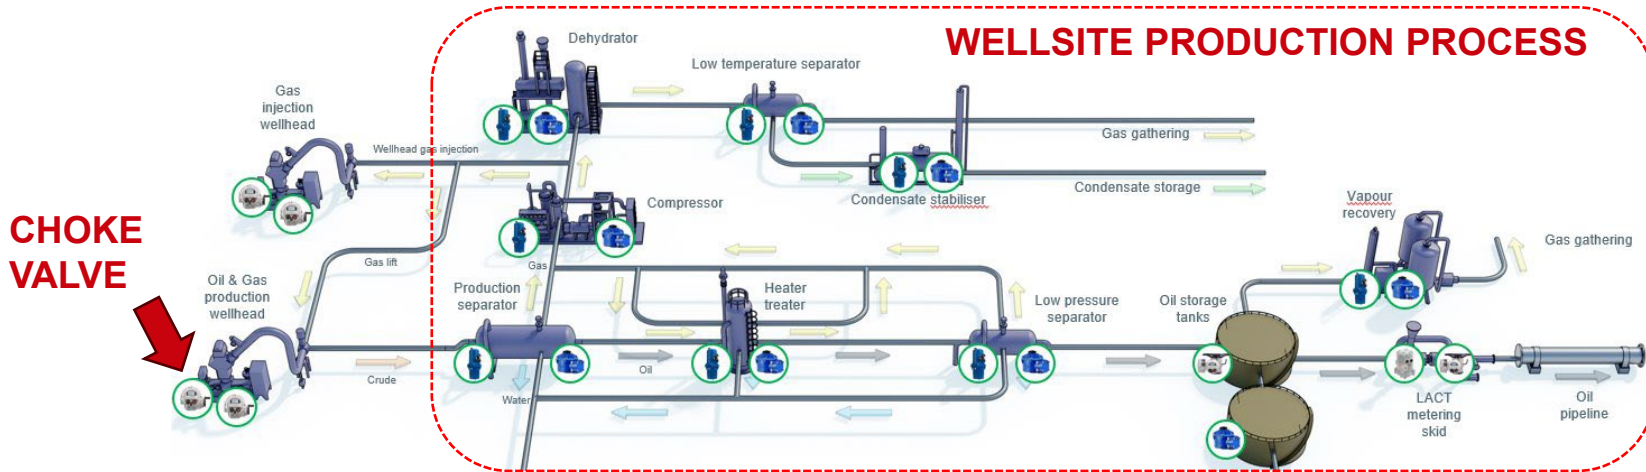 WELLSITE PRODUCTION PROCESS
Dehydrator
Low temperature separator
Gas
injection
wellhead
Wellhead gas injection
Gas gathering
Condensate storage
Condensate stabiliser
Compressor
Vapour
recovery
Gas gathering
CHOKE
VALVE
Gas lift
Gas
Oil & Gas
production
wellhead
Production
separator
Heater
treater
Low pressure
separator
Oil storage
tanks
Crude
Oil
Water
LACT
metering
skid
Oil
pipeline